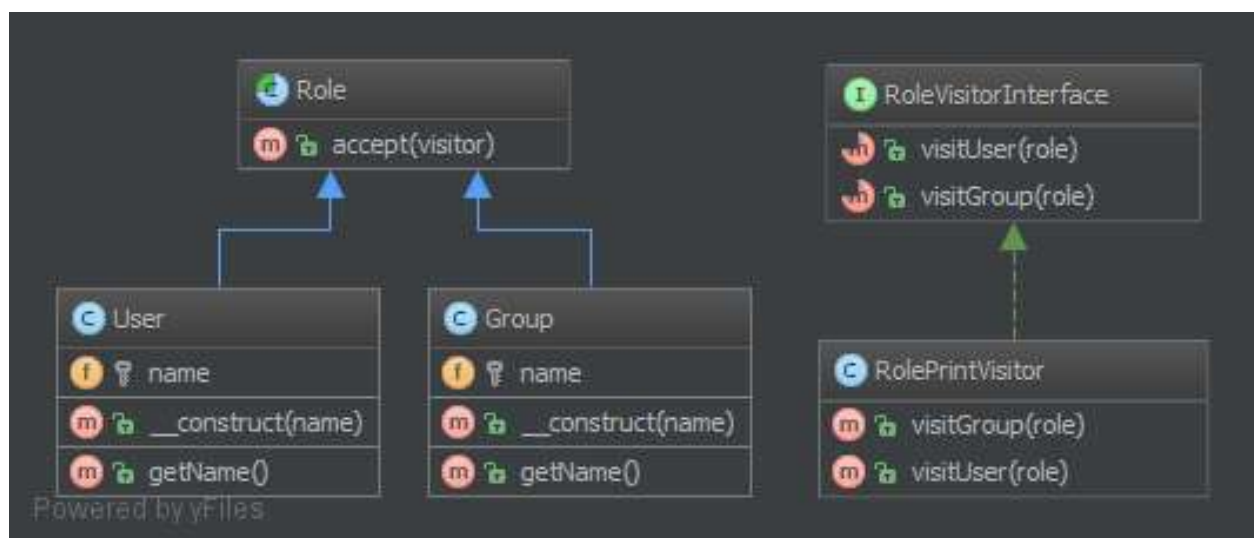 Role
accept(visitor)
User
name
__construct(name)
getName()
Group
name
__construct(name)
getName()
RoleVisitorInterface
visitUser(role)
visitGroup(role)
RolePrintVisitor
visitGroup(role)
visitUser(role)
Powered by yFiles